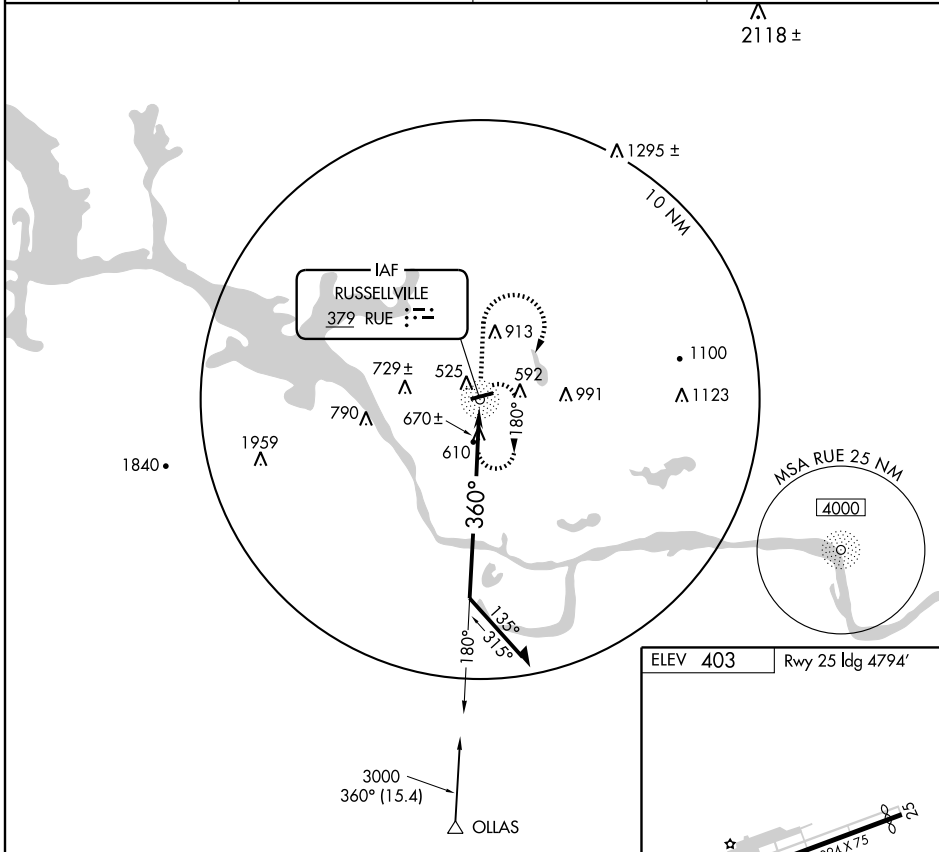 2118 ±
1295 ±
10 NM
IAF
RUSSELLVILLE
379 RUE
913
1100
729 ±
525
592
991
1123
790
670 ±
180°
1959
610
1840
MSA RUE 25 NM
4000
360°
135°
315°
180°
ELEV 403
Rwy 25 ldg 4794'
3000
360° (15.4)
OLLAS
25
94 X 75